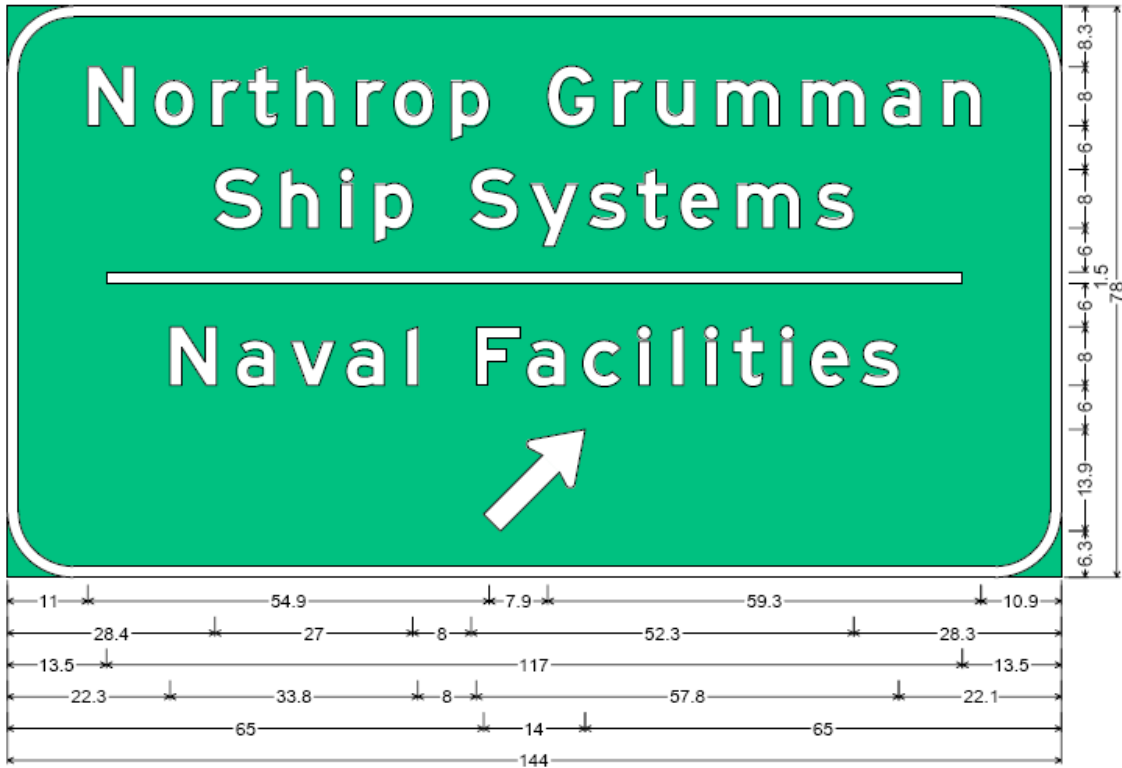 Northrop Grumman
Ship Systems
Naval Facilities
8.3
8
6
8
6
1.5
6
8
6
13.9
6.3
78
11 54.9 7.9 59.3 10.9
28.4 27 8 52.3 28.3
13.5 117 13.5
22.3 33.8 8 57.8 22.1
65 14 65
144